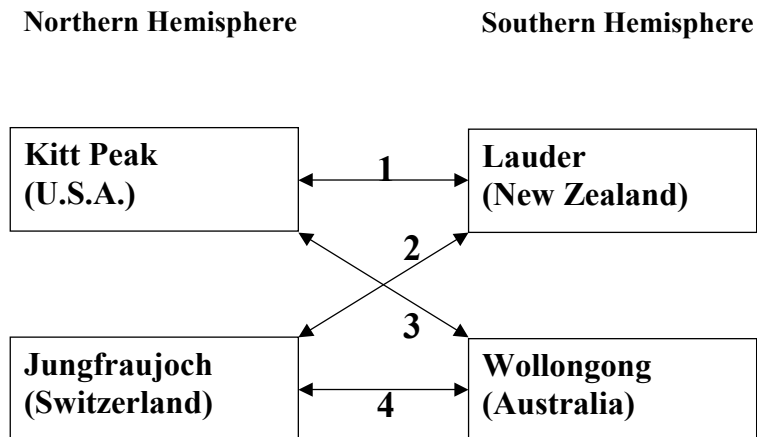 Northern Hemisphere
Southern Hemisphere
Kitt Peak
(U.S.A.)
1
Lauder
(New Zealand)
2
3
Jungfraujoch
(Switzerland)
4
Wollongong
(Australia)